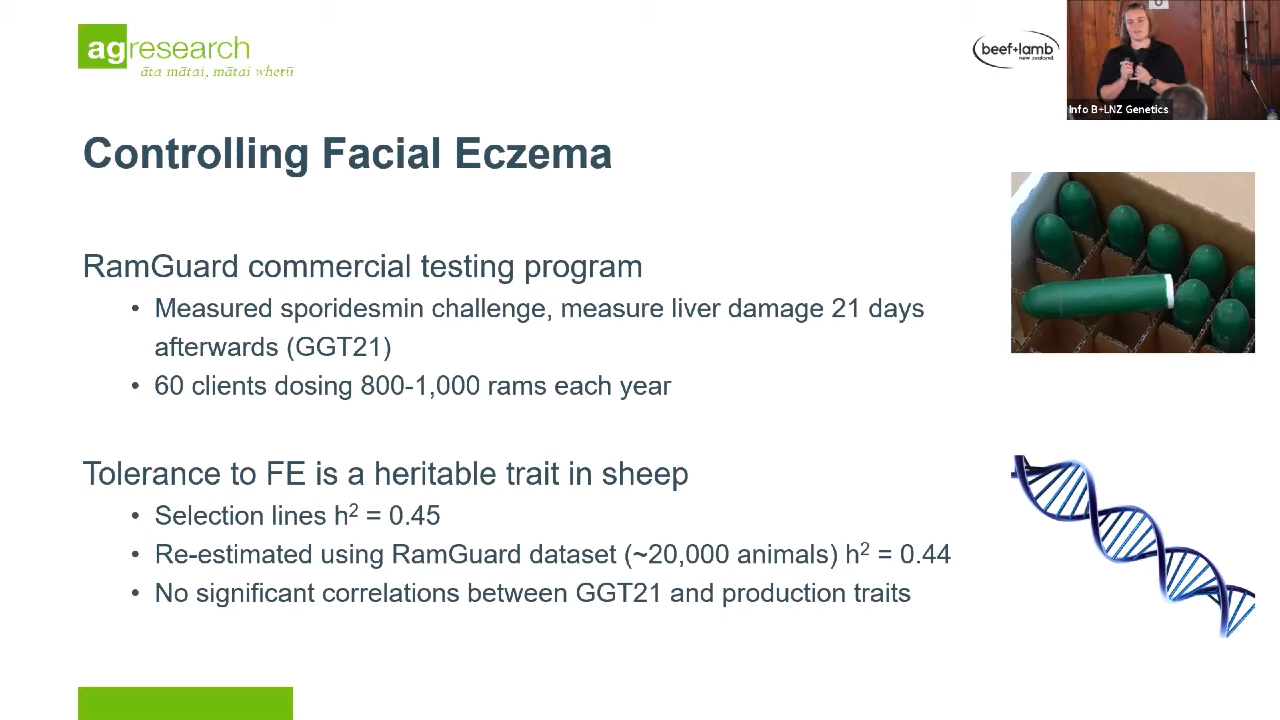 agresearch
āta mātai, mātai whetū
beef+lamb
new zealand
Info B+LNZ Genetics
Controlling Facial Eczema
RamGuard commercial testing program
• Measured sporidesmin challenge, measure liver damage 21 days
afterwards (GGT21)
• 60 clients dosing 800-1,000 rams each year
Tolerance to FE is a heritable trait in sheep
• Selection lines h² = 0.45
• Re-estimated using RamGuard dataset (~20,000 animals) h² = 0.44
• No significant correlations between GGT21 and production traits